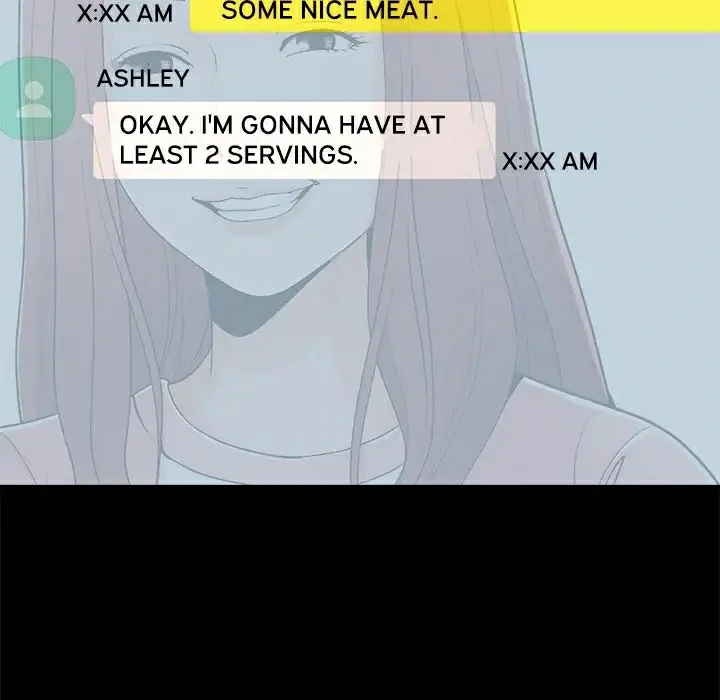 SOME NICE MEAT.
X:XX AM
ASHLEY
OKAY. I'M GONNA HAVE AT
LEAST 2 SERVINGS.
X:XX AM